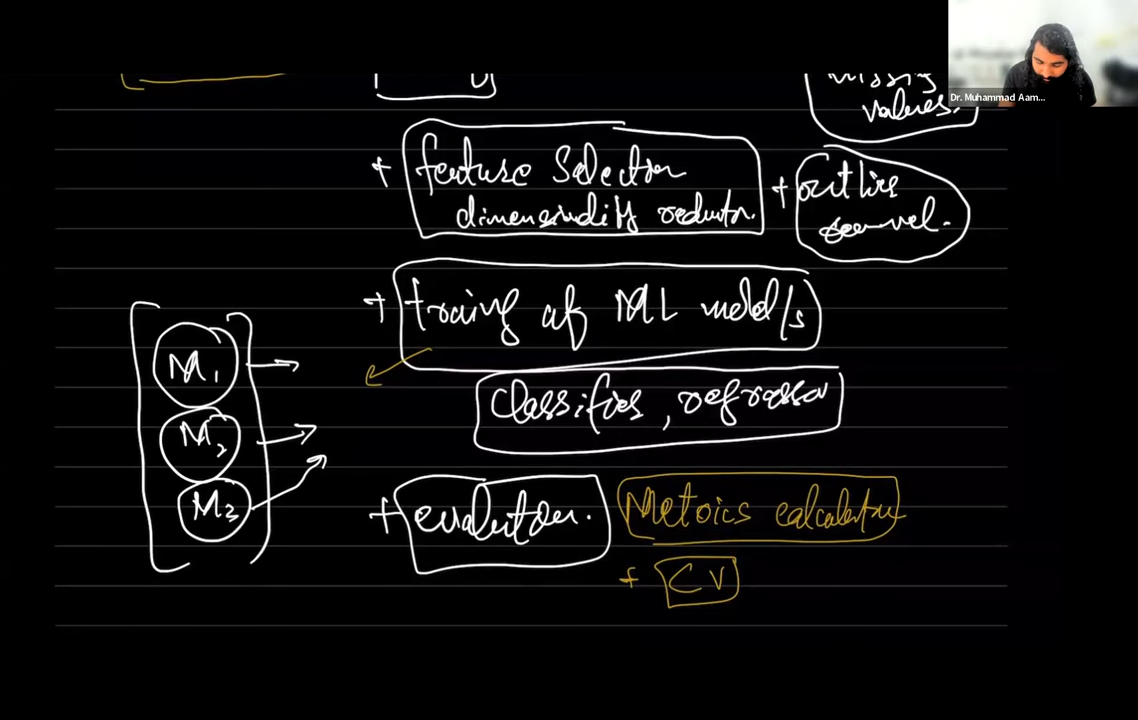 missing
values.
Dr. Muhammad Aam...
+ feature Selection
dimensionality reduction.
+ outlier
removal.
+ training of ML model/s
classifier, regressor
M1
M2
M3
+ evaluation.
Metrics calculation
+ CV